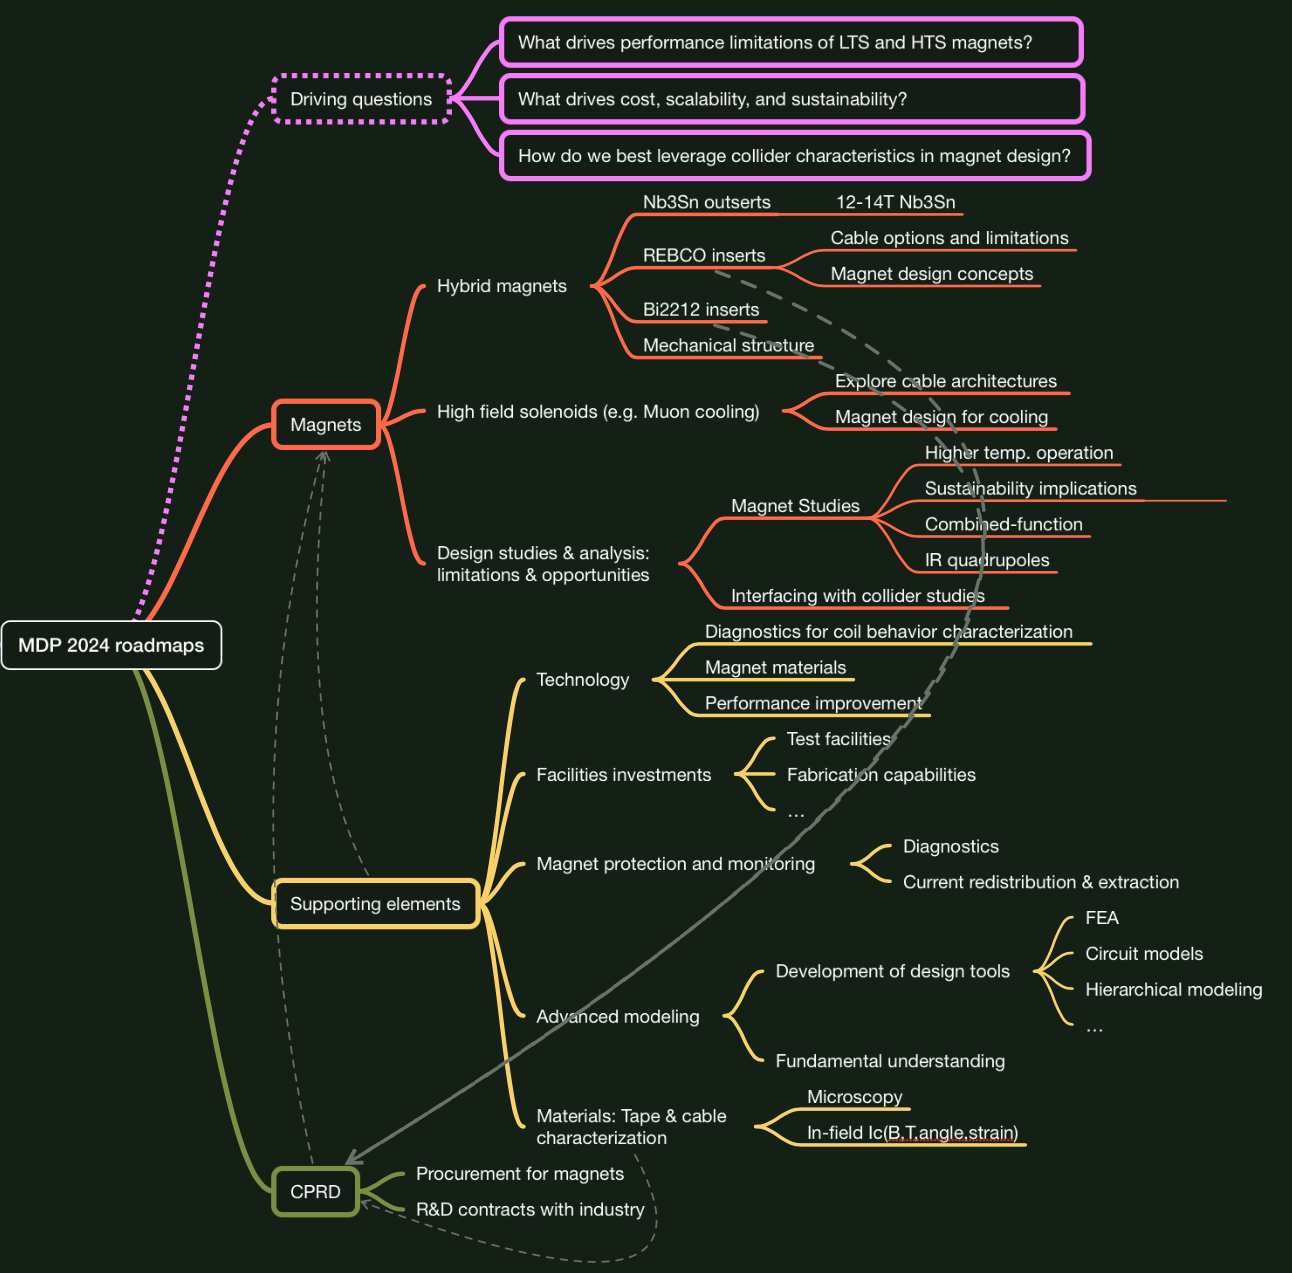 What drives performance limitations of LTS and HTS magnets?
Driving questions
What drives cost, scalability, and sustainability?
How do we best leverage collider characteristics in magnet design?
Nb3Sn outserts
12-14T Nb3Sn
Cable options and limitations
REBCO inserts
Magnet design concepts
Hybrid magnets
Bi2212 inserts
Mechanical structure
Explore cable architectures
High field solenoids (e.g. Muon cooling)
Magnet design for cooling
Magnets
Higher temp. operation
Sustainability implications
Magnet Studies
Combined-function
IR quadrupoles
Design studies & analysis:
limitations & opportunities
Interfacing with collider studies
MDP 2024 roadmaps
Diagnostics for coil behavior characterization
Technology
Magnet materials
Performance improvement
Test facilities
Facilities investments
Fabrication capabilities
...
Magnet protection and monitoring
Diagnostics
Current redistribution & extraction
Supporting elements
FEA
Circuit models
Development of design tools
Hierarchical modeling
...
Advanced modeling
Fundamental understanding
Microscopy
Materials: Tape & cable
characterization
In-field Ic(B,T,angle,strain)
Procurement for magnets
CPRD
R&D contracts with industry